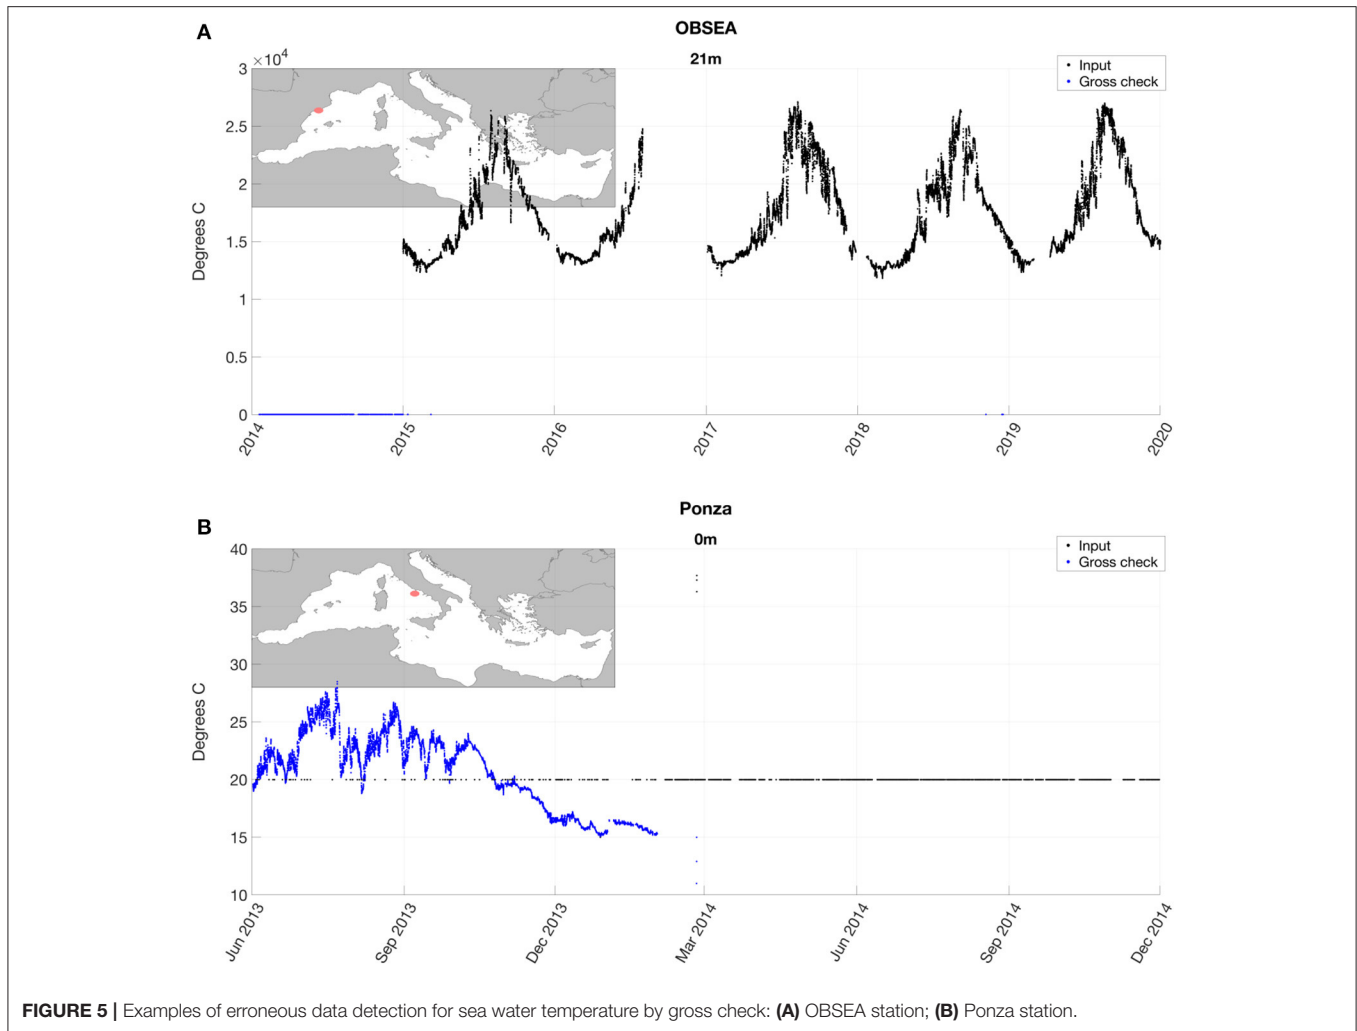 A
OBSEA
21m
×10⁴
Input
Gross check
3
2.5
2
1.5
1
0.5
0
Degrees C
2014
2015
2016
2017
2018
2019
2020
B
Ponza
0m
Input
Gross check
40
35
30
25
20
15
10
Degrees C
Jun 2013
Sep 2013
Dec 2013
Mar 2014
Jun 2014
Sep 2014
Dec 2014
FIGURE 5 | Examples of erroneous data detection for sea water temperature by gross check: (A) OBSEA station; (B) Ponza station.